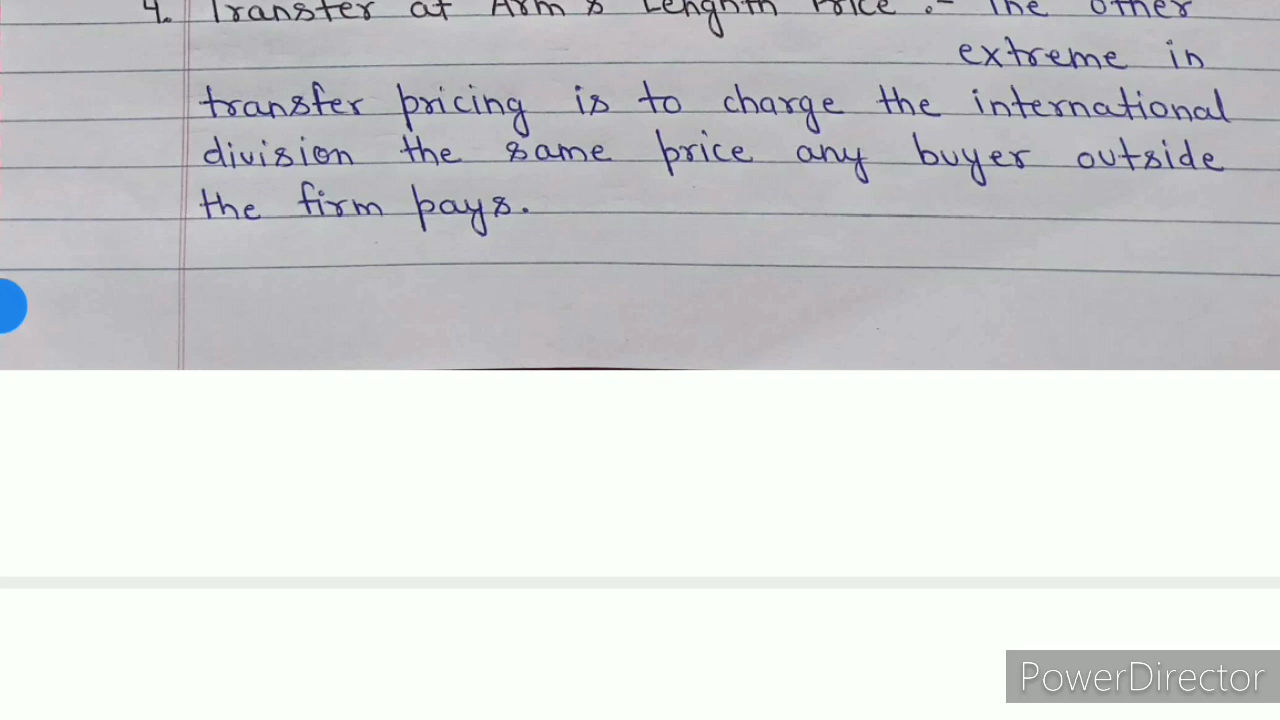 4. Transfer at Arm's Lenghth Price :- The other
extreme in
transfer pricing is to charge the international
division the same price any buyer outside
the firm pays.
PowerDirector